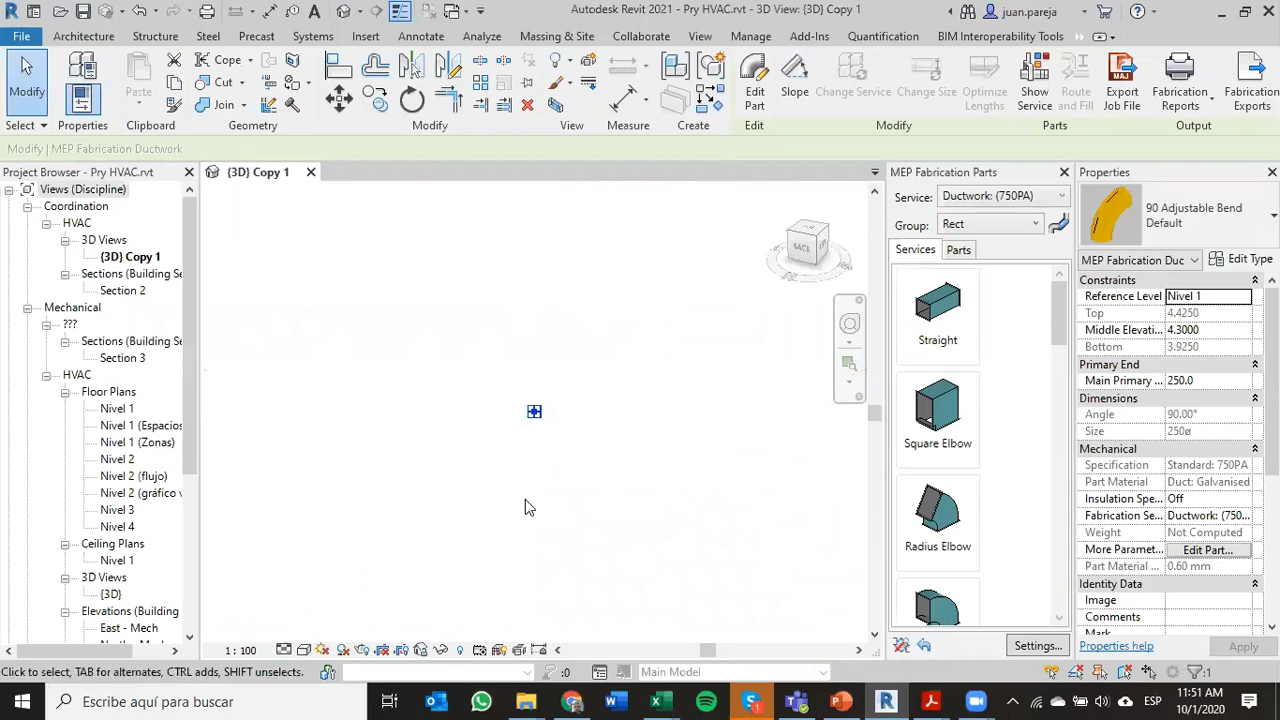 Autodesk Revit 2021 - Pry HVAC.rvt - 3D View: {3D} Copy 1
juan.pareja
File Architecture Structure Steel Precast Systems Insert Annotate Analyze Massing & Site Collaborate View Manage Add-Ins Quantification BIM Interoperability Tools
Modify
Select
Properties
Paste
Clipboard
Cope
Cut
Join
Geometry
Modify
View
Measure
Create
Edit Part
Edit
Slope
Change Service
Change Size
Optimize Lengths
Modify
Show Service
Route and Fill
Parts
Export Job File
Fabrication Reports
Fabrication Exports
Output
Modify | MEP Fabrication Ductwork
Project Browser - Pry HVAC.rvt
Views (Discipline)
Coordination
HVAC
3D Views
{3D} Copy 1
Sections (Building Se
Section 2
Mechanical
???
Sections (Building Se
Section 3
HVAC
Floor Plans
Nivel 1
Nivel 1 (Espacios
Nivel 1 (Zonas)
Nivel 2
Nivel 2 (flujo)
Nivel 2 (gráfico v
Nivel 3
Nivel 4
Ceiling Plans
Nivel 1
3D Views
{3D}
Elevations (Building
East - Mech
{3D} Copy 1
BACK
1 : 100
MEP Fabrication Parts
Service: Ductwork: (750PA)
Group: Rect
Services Parts
Straight
Square Elbow
Radius Elbow
Settings...
Properties
90 Adjustable Bend
Default
MEP Fabrication Duc Edit Type
Constraints
Reference Level Nivel 1
Top 4.4250
Middle Elevati... 4.3000
Bottom 3.9250
Primary End
Main Primary ... 250.0
Dimensions
Angle 90.00°
Size 250ø
Mechanical
Specification Standard: 750PA
Part Material Duct: Galvanised
Insulation Spe... Off
Fabrication Se... Ductwork: (750...
Weight Not Computed
More Paramet... Edit Part...
Part Material ... 0.60 mm
Identity Data
Image
Comments
Mark
Properties help Apply
Click to select, TAB for alternates, CTRL adds, SHIFT unselects.
:0
Main Model
:1
Escribe aquí para buscar
ESP
11:51 AM
10/1/2020